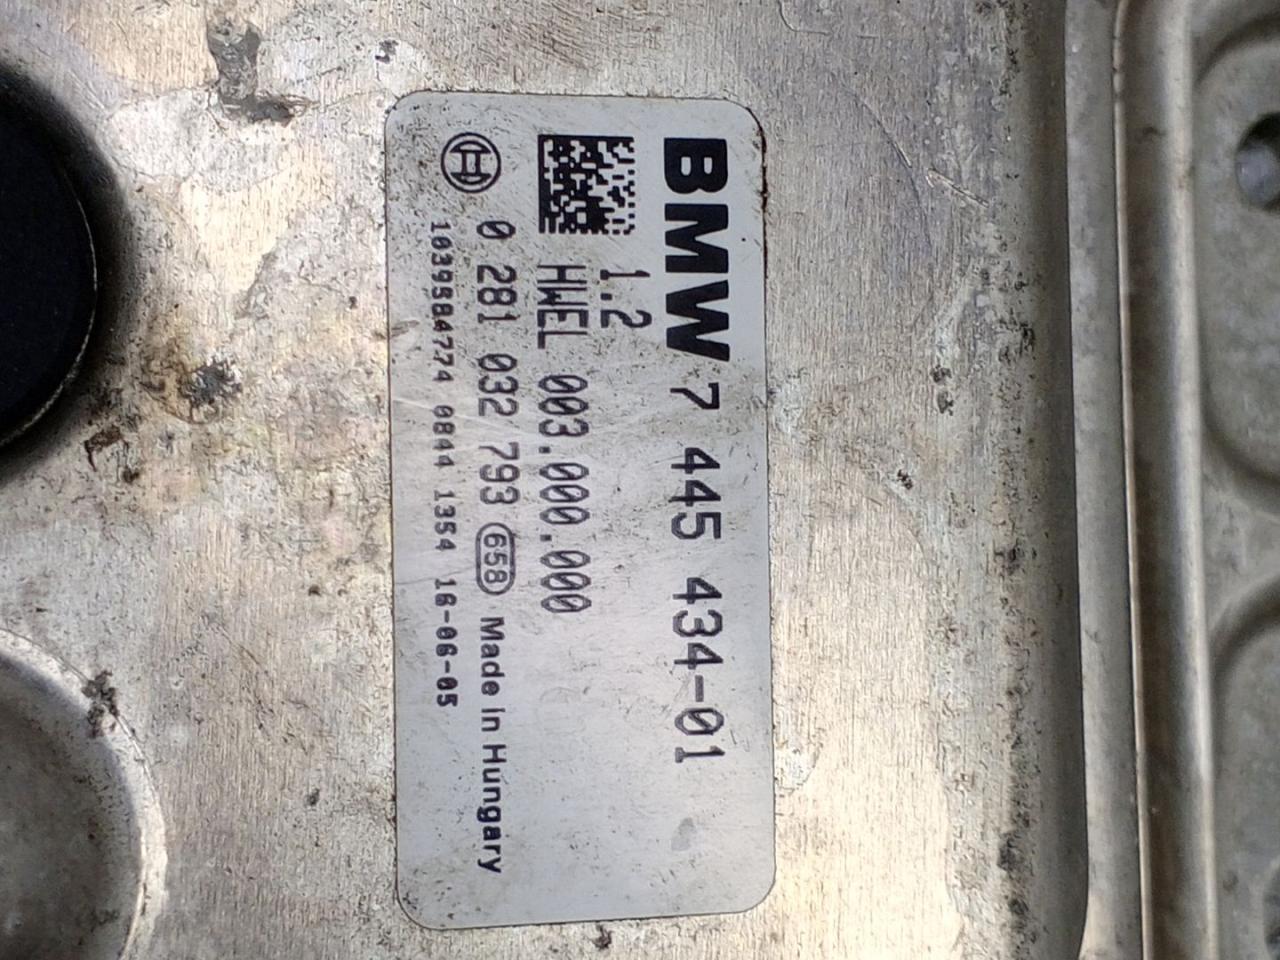 BMW 7 445 434-01
1.2
HWEL 003.000.000
0 281 032 793 658 Made in Hungary
1039S84774 0844 1354 16-06-05